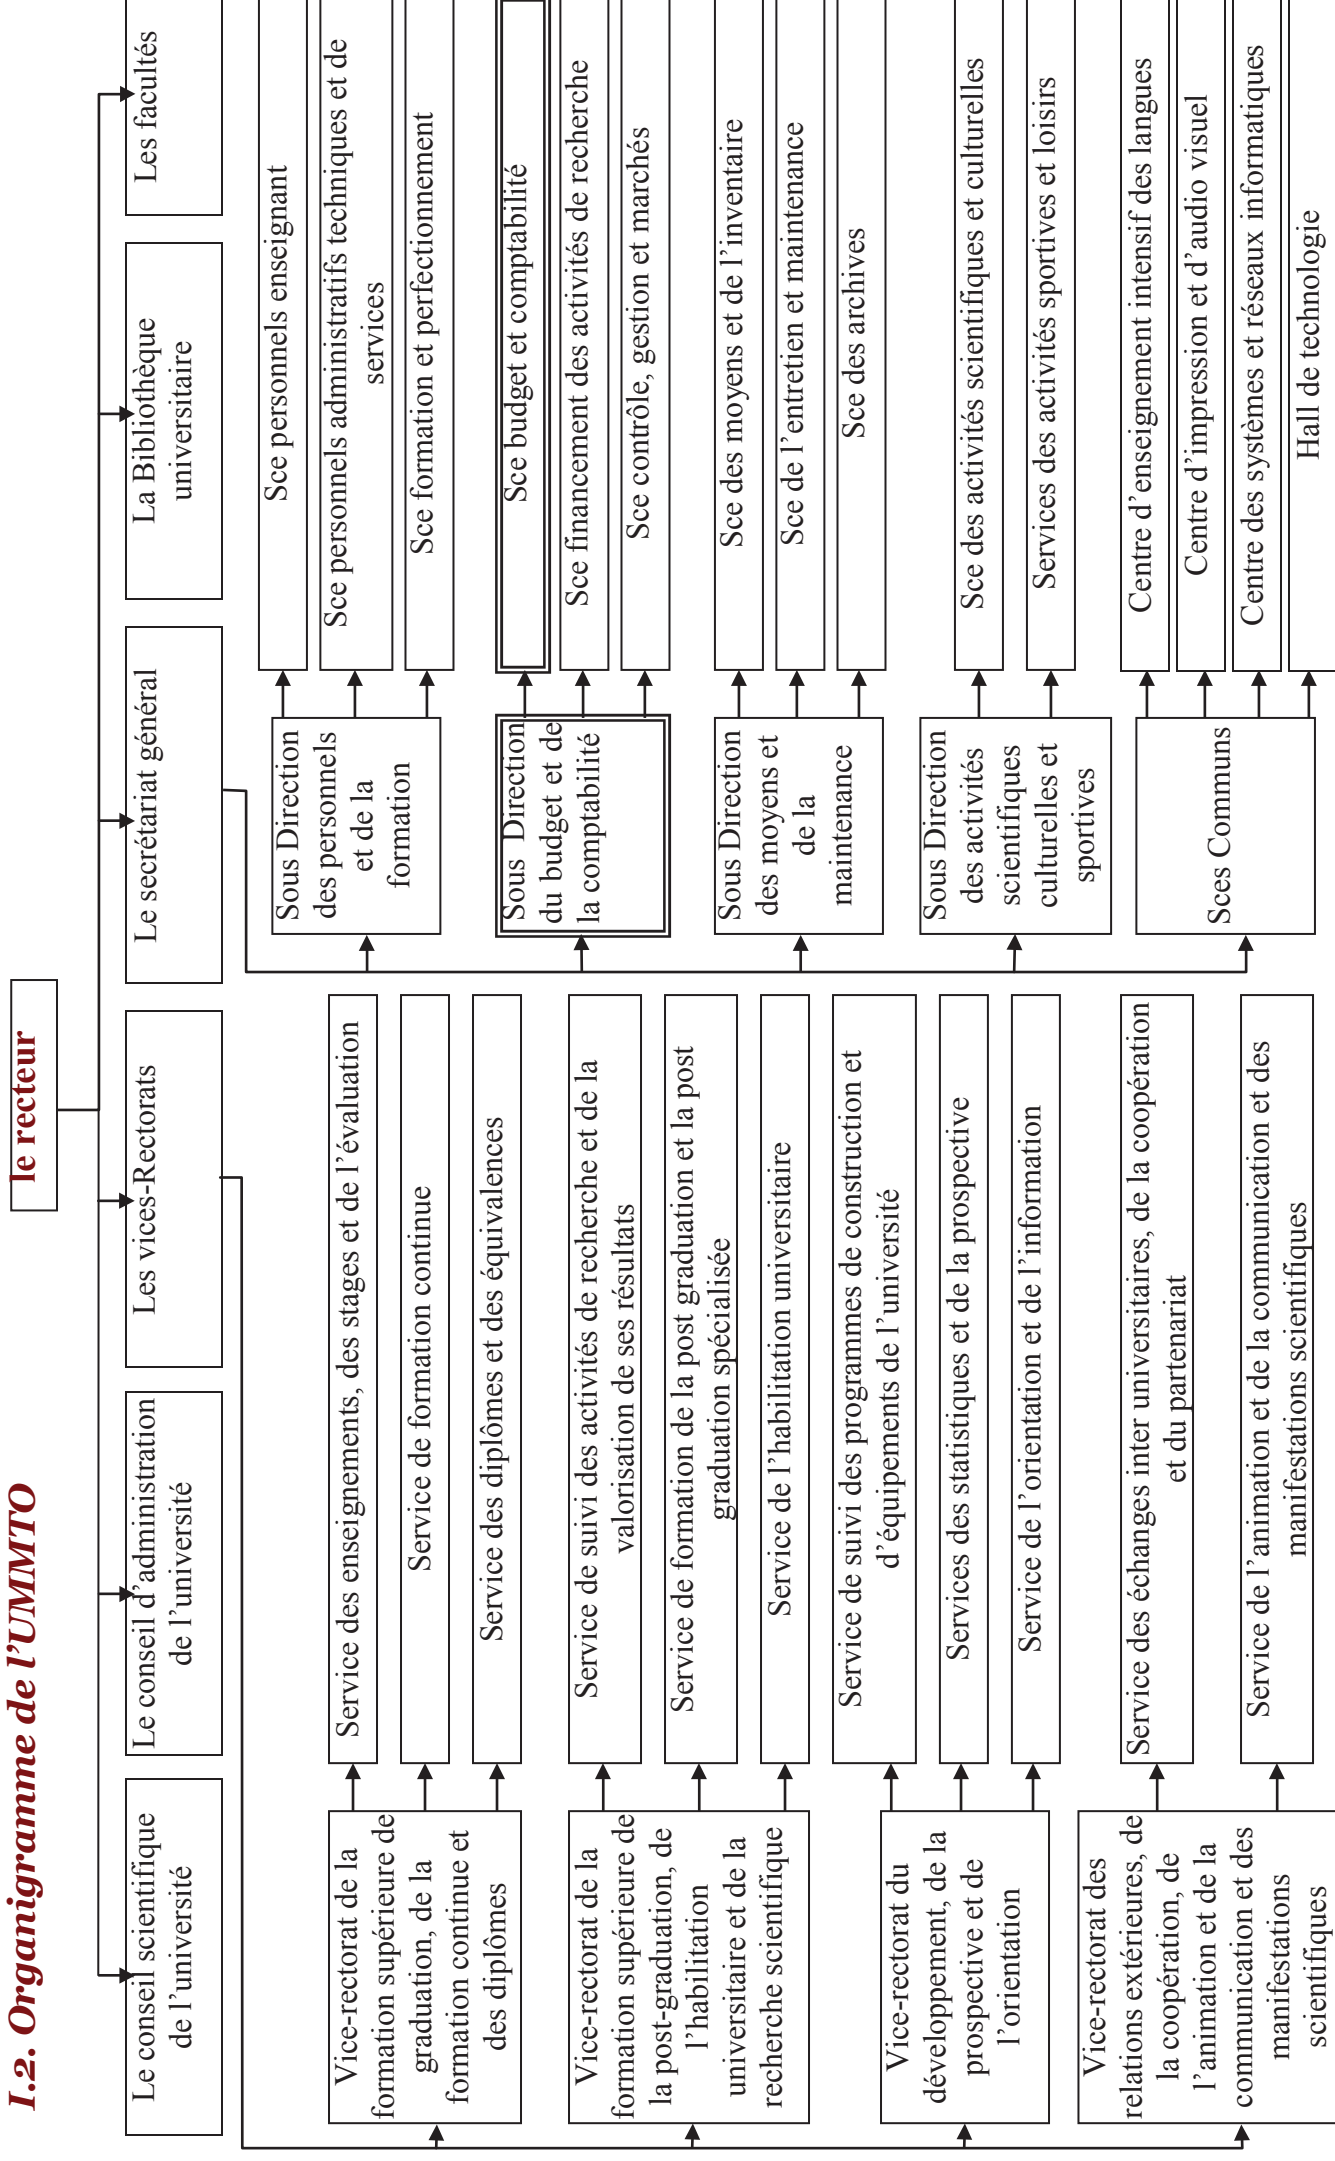 I.2. Organigramme de l'UMMTO
le recteur
Le conseil scientifique
de l'université
Le conseil d'administration
de l'université
Les vices-Rectorats
Le secrétariat général
La Bibliothèque
universitaire
Les facultés
Vice-rectorat de la
formation supérieure de
graduation, de la
formation continue et
des diplômes
Service des enseignements, des stages et de l'évaluation
Service de formation continue
Service des diplômes et des équivalences
Vice-rectorat de la
formation supérieure de
la post-graduation, de
l'habilitation
universitaire et de la
recherche scientifique
Service de suivi des activités de recherche et de la
valorisation de ses résultats
Service de formation de la post graduation et la post
graduation spécialisée
Service de l'habilitation universitaire
Vice-rectorat du
développement, de la
prospective et de
l'orientation
Service de suivi des programmes de construction et
d'équipements de l'université
Services des statistiques et de la prospective
Service de l'orientation et de l'information
Vice-rectorat des
relations extérieures, de
la coopération, de
l'animation et de la
communication et des
manifestations
scientifiques
Service des échanges inter universitaires, de la coopération
et du partenariat
Service de l'animation et de la communication et des
manifestations scientifiques
Sous Direction
des personnels
et de la
formation
Sce personnels enseignant
Sce personnels administratifs techniques et de
services
Sce formation et perfectionnement
Sous Direction
du budget et de
la comptabilité
Sce budget et comptabilité
Sce financement des activités de recherche
Sce contrôle, gestion et marchés
Sous Direction
des moyens et
de la
maintenance
Sce des moyens et de l'inventaire
Sce de l'entretien et maintenance
Sce des archives
Sous Direction
des activités
scientifiques
culturelles et
sportives
Sce des activités scientifiques et culturelles
Services des activités sportives et loisirs
Sces Communs
Centre d'enseignement intensif des langues
Centre d'impression et d'audio visuel
Centre des systèmes et réseaux informatiques
Hall de technologie